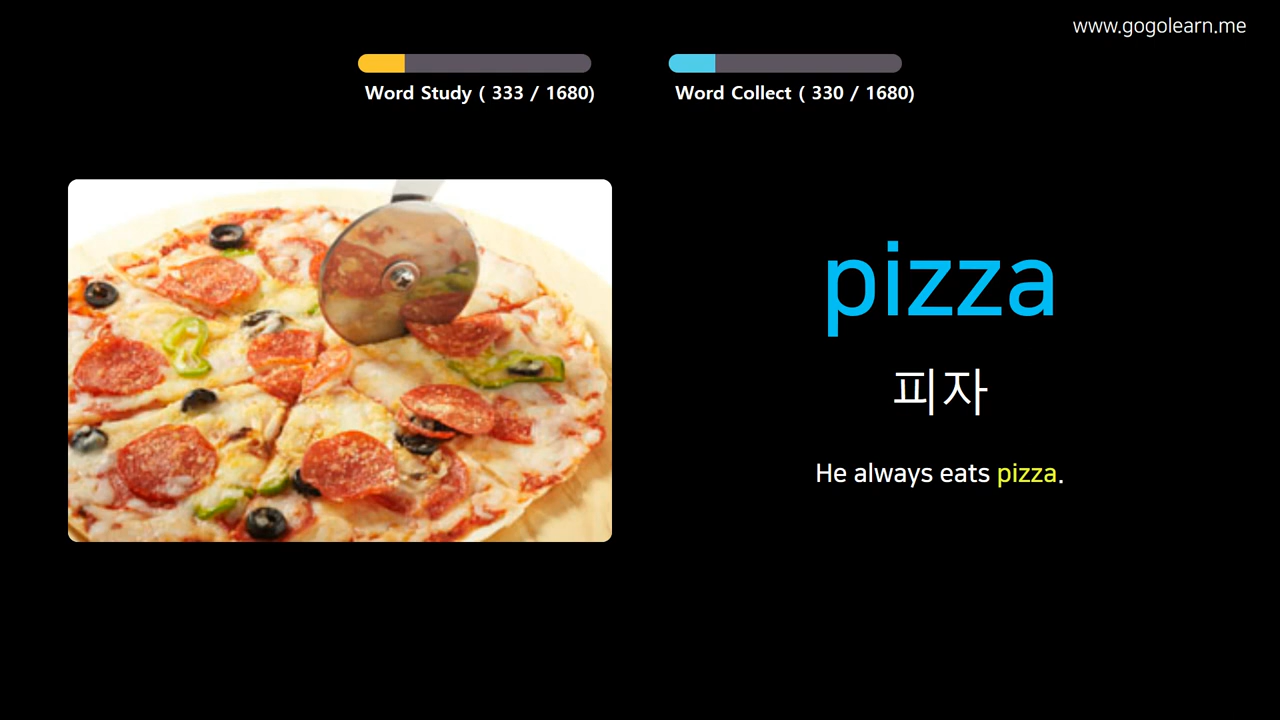 www.gogolearn.me
Word Study ( 333 / 1680)
Word Collect ( 330 / 1680)
pizza
피자
He always eats pizza.